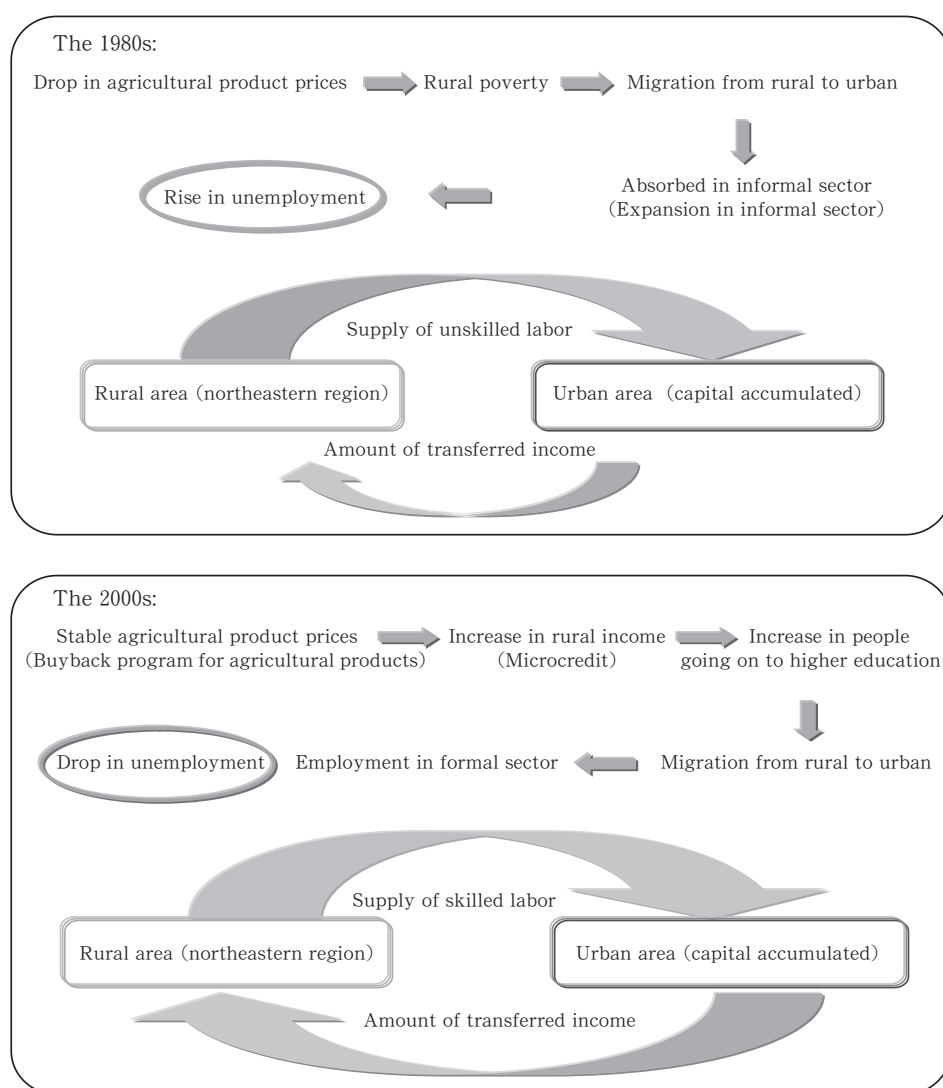 The 1980s:
Drop in agricultural product prices
Rural poverty
Migration from rural to urban
Absorbed in informal sector
(Expansion in informal sector)
Rise in unemployment
Supply of unskilled labor
Rural area (northeastern region)
Urban area (capital accumulated)
Amount of transferred income
The 2000s:
Stable agricultural product prices
(Buyback program for agricultural products)
Increase in rural income
(Microcredit)
Increase in people
going on to higher education
Migration from rural to urban
Employment in formal sector
Drop in unemployment
Supply of skilled labor
Rural area (northeastern region)
Urban area (capital accumulated)
Amount of transferred income